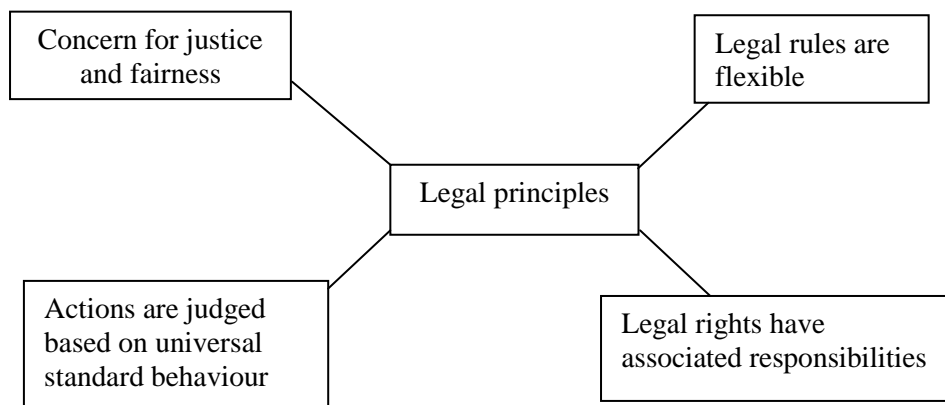 Concern for justice
and fairness
Legal rules are
flexible
Legal principles
Actions are judged
based on universal
standard behaviour
Legal rights have
associated responsibilities